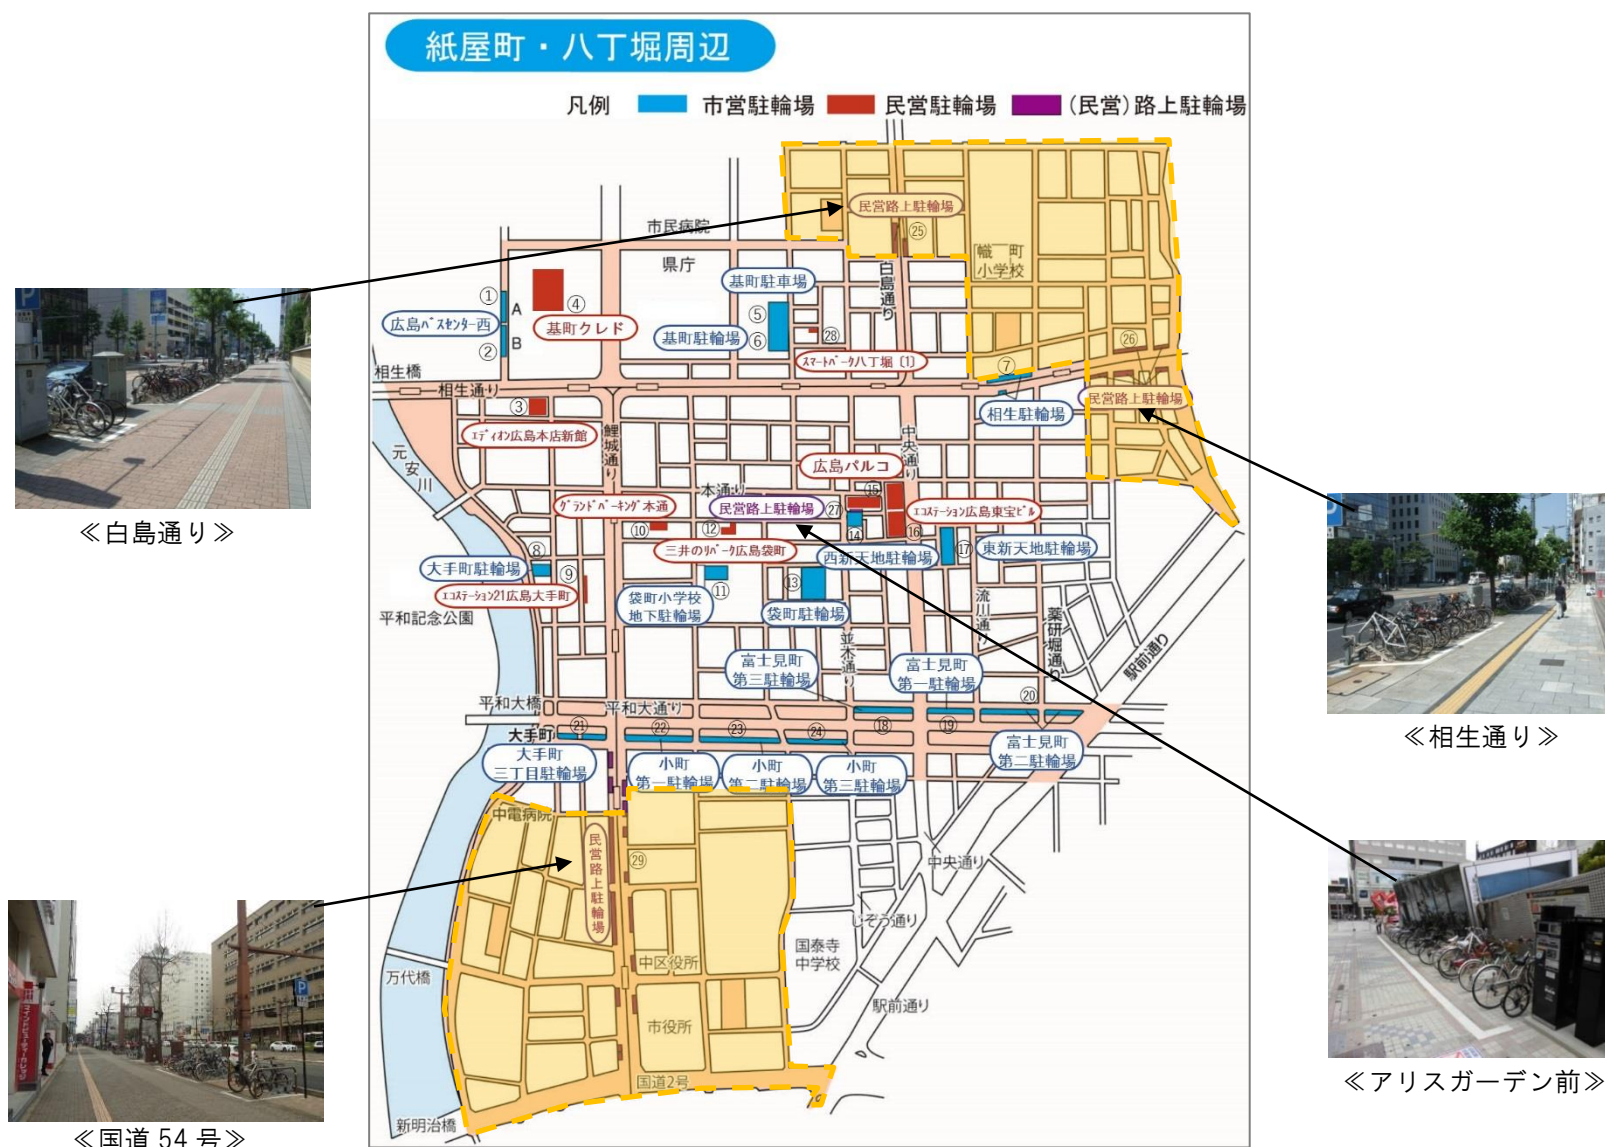 紙屋町・八丁堀周辺
凡例 市営駐輪場 民営駐輪場 (民営)路上駐輪場
民営路上駐輪場
㉕
市民病院
県庁
幟町
小学校
白島通り
基町駐車場
①
A
④
広島バスセンター西
基町クレド
B
②
⑤
基町駐輪場
⑥
㉘
スマートパーク八丁堀〔1〕
㉖
⑦
相生橋
相生通り
民営路上駐輪場
相生駐輪場
③
エディオン広島本店新館
鯉城通り
中央通り
元安川
広島パルコ
本通り
⑮
グランドパーキング本通
民営路上駐輪場
㉗
エコステーション広島東宝ビル
⑩
⑫
⑭
⑯
三井のリパーク広島袋町
西新天地駐輪場
⑰
東新天地駐輪場
⑧
大手町駐輪場
⑨
エコステーション21広島大手町
⑪
⑬
袋町小学校
地下駐輪場
袋町駐輪場
平和記念公園
流川通り
薬研堀通り
並木通り
駅前通り
富士見町
第三駐輪場
富士見町
第一駐輪場
⑳
平和大橋
平和大通り
大手町
㉑
㉒
㉓
㉔
⑱
⑲
大手町
三丁目駐輪場
小町
第一駐輪場
小町
第二駐輪場
小町
第三駐輪場
富士見町
第二駐輪場
中電病院
民営路上駐輪場
㉙
中央通り
じぞう通り
国泰寺
中学校
中区役所
万代橋
駅前通り
市役所
国道2号
新明治橋
≪白島通り≫
≪相生通り≫
≪アリスガーデン前≫
≪国道54号≫